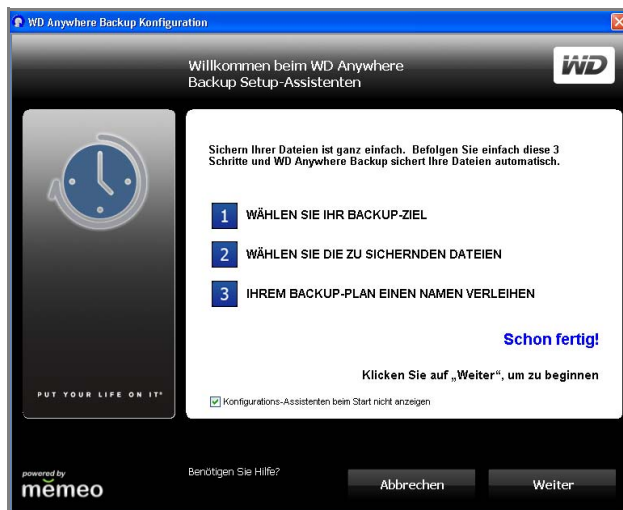 WD Anywhere Backup Konfiguration
Willkommen beim WD Anywhere
Backup Setup-Assistenten
WD
Sichern Ihrer Dateien ist ganz einfach. Befolgen Sie einfach diese 3
Schritte und WD Anywhere Backup sichert Ihre Dateien automatisch.
1 WÄHLEN SIE IHR BACKUP-ZIEL
2 WÄHLEN SIE DIE ZU SICHERNDEN DATEIEN
3 IHREM BACKUP-PLAN EINEN NAMEN VERLEIHEN
Schon fertig!
Klicken Sie auf „Weiter“, um zu beginnen
Konfigurations-Assistenten beim Start nicht anzeigen
PUT YOUR LIFE ON IT®
powered by
mĕmeo
Benötigen Sie Hilfe?
Abbrechen
Weiter